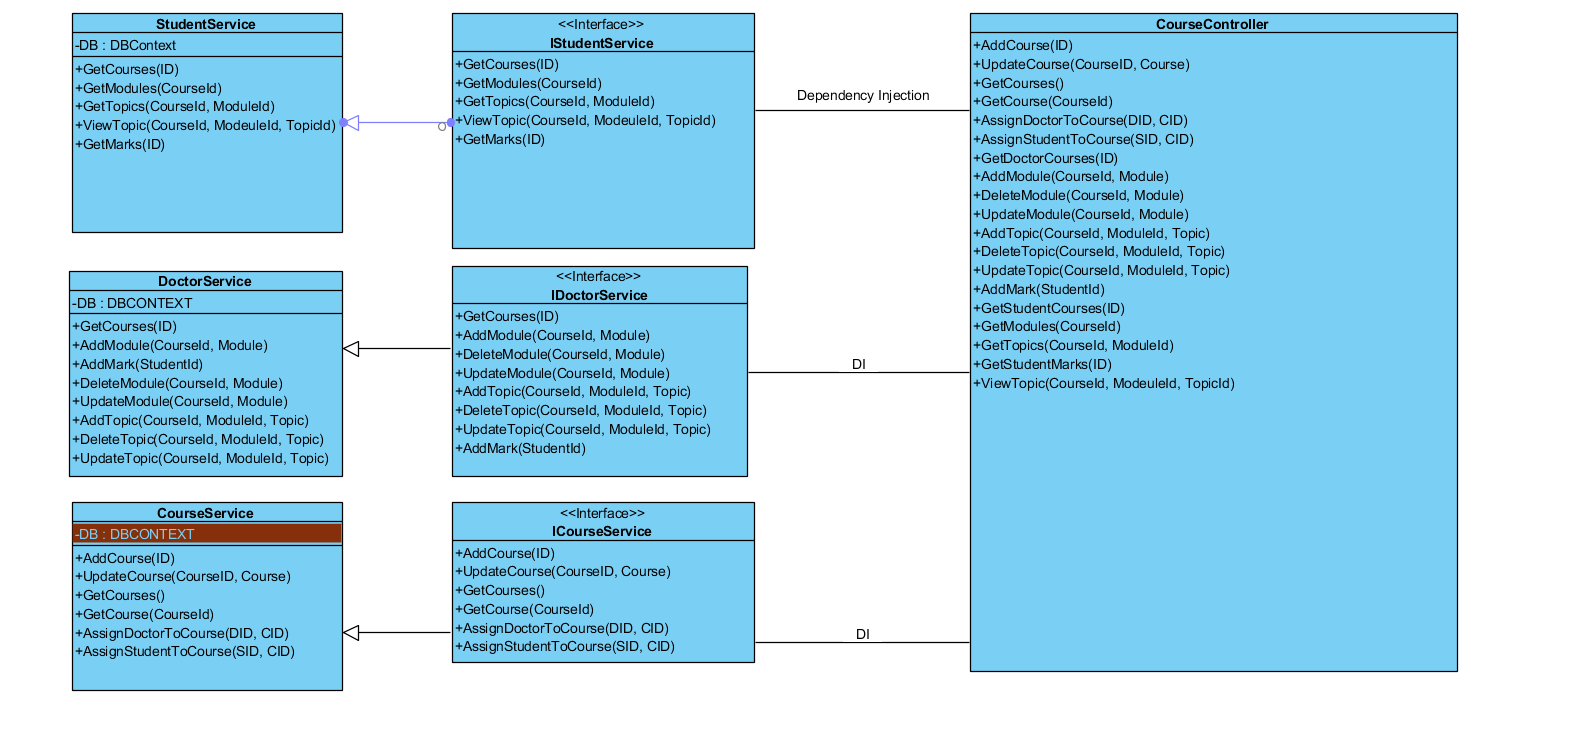 StudentService
-DB : DBContext
+GetCourses(ID)
+GetModules(CourseId)
+GetTopics(CourseId, ModuleId)
+ViewTopic(CourseId, ModeuleId, TopicId)
+GetMarks(ID)
<<Interface>>
IStudentService
+GetCourses(ID)
+GetModules(CourseId)
+GetTopics(CourseId, ModuleId)
+ViewTopic(CourseId, ModeuleId, TopicId)
+GetMarks(ID)
Dependency Injection
CourseController
+AddCourse(ID)
+UpdateCourse(CourseID, Course)
+GetCourses()
+GetCourse(CourseId)
+AssignDoctorToCourse(DID, CID)
+AssignStudentToCourse(SID, CID)
+GetDoctorCourses(ID)
+AddModule(CourseId, Module)
+DeleteModule(CourseId, Module)
+UpdateModule(CourseId, Module)
+AddTopic(CourseId, ModuleId, Topic)
+DeleteTopic(CourseId, ModuleId, Topic)
+UpdateTopic(CourseId, ModuleId, Topic)
+AddMark(StudentId)
+GetStudentCourses(ID)
+GetModules(CourseId)
+GetTopics(CourseId, ModuleId)
+GetStudentMarks(ID)
+ViewTopic(CourseId, ModeuleId, TopicId)
DoctorService
-DB : DBCONTEXT
+GetCourses(ID)
+AddModule(CourseId, Module)
+AddMark(StudentId)
+DeleteModule(CourseId, Module)
+UpdateModule(CourseId, Module)
+AddTopic(CourseId, ModuleId, Topic)
+DeleteTopic(CourseId, ModuleId, Topic)
+UpdateTopic(CourseId, ModuleId, Topic)
<<Interface>>
IDoctorService
+GetCourses(ID)
+AddModule(CourseId, Module)
+DeleteModule(CourseId, Module)
+UpdateModule(CourseId, Module)
+AddTopic(CourseId, ModuleId, Topic)
+DeleteTopic(CourseId, ModuleId, Topic)
+UpdateTopic(CourseId, ModuleId, Topic)
+AddMark(StudentId)
DI
CourseService
-DB : DBCONTEXT
+AddCourse(ID)
+UpdateCourse(CourseID, Course)
+GetCourses()
+GetCourse(CourseId)
+AssignDoctorToCourse(DID, CID)
+AssignStudentToCourse(SID, CID)
<<Interface>>
ICourseService
+AddCourse(ID)
+UpdateCourse(CourseID, Course)
+GetCourses()
+GetCourse(CourseId)
+AssignDoctorToCourse(DID, CID)
+AssignStudentToCourse(SID, CID)
DI